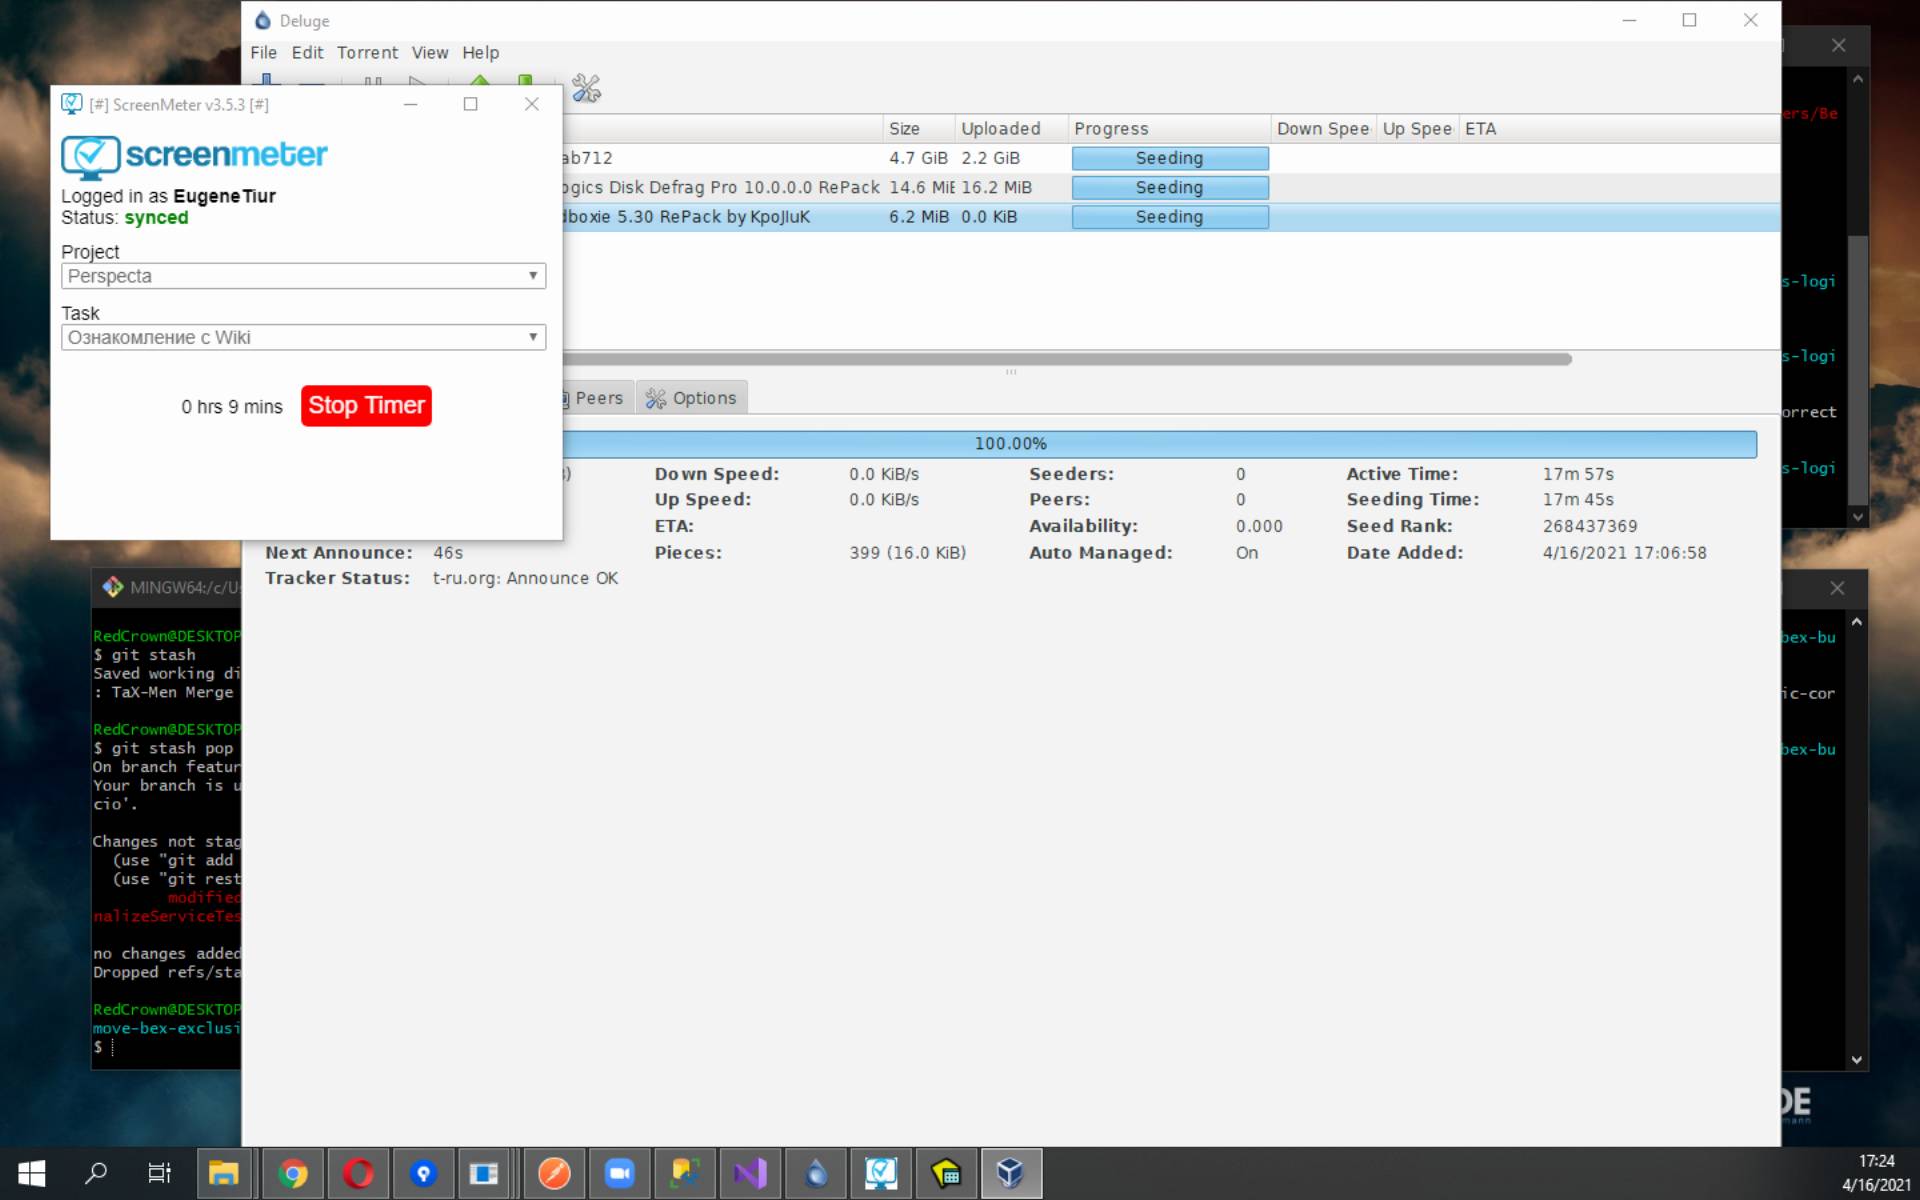 Deluge
File Edit Torrent View Help
[#] ScreenMeter v3.5.3 [#]
screenmeter
Logged in as EugeneTiur
Status: synced
Project
Perspecta
Task
Ознакомление с Wiki
0 hrs 9 mins Stop Timer
Size Uploaded Progress Down Spee Up Spee ETA
ab712 4.7 GiB 2.2 GiB Seeding
ogics Disk Defrag Pro 10.0.0.0 RePack 14.6 MiE 16.2 MiB Seeding
dboxie 5.30 RePack by KpoJIuK 6.2 MiB 0.0 KiB Seeding
Peers Options
100.00%
Down Speed: 0.0 KiB/s Seeders: 0 Active Time: 17m 57s
Up Speed: 0.0 KiB/s Peers: 0 Seeding Time: 17m 45s
ETA: Availability: 0.000 Seed Rank: 268437369
Next Announce: 46s Pieces: 399 (16.0 KiB) Auto Managed: On Date Added: 4/16/2021 17:06:58
Tracker Status: t-ru.org: Announce OK
ers/Be
s-logi
s-logi
orrect
s-logi
MINGW64:/c/U
RedCrown@DESKTOP
$ git stash
Saved working di
: TaX-Men Merge
RedCrown@DESKTOP
$ git stash pop
On branch featur
Your branch is u
cio'.
Changes not stag
(use "git add
(use "git rest
modified
nalizeServiceTes
no changes added
Dropped refs/sta
RedCrown@DESKTOP
move-bex-exclusi
$
bex-bu
ic-cor
bex-bu
DE
mann
17:24
4/16/2021